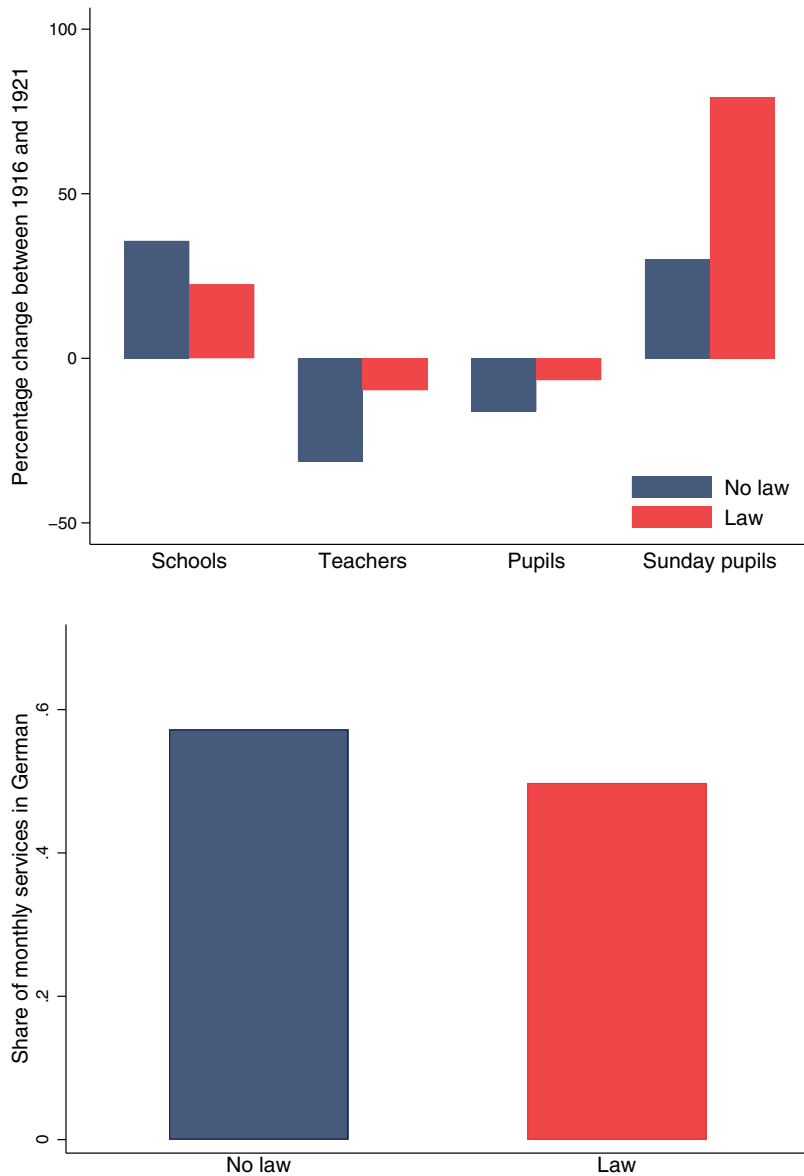 Percentage change between 1916 and 1921
100
50
0
−50
No law
Law
Schools Teachers Pupils Sunday pupils
Share of monthly services in German
.6
.4
.2
0
No law Law